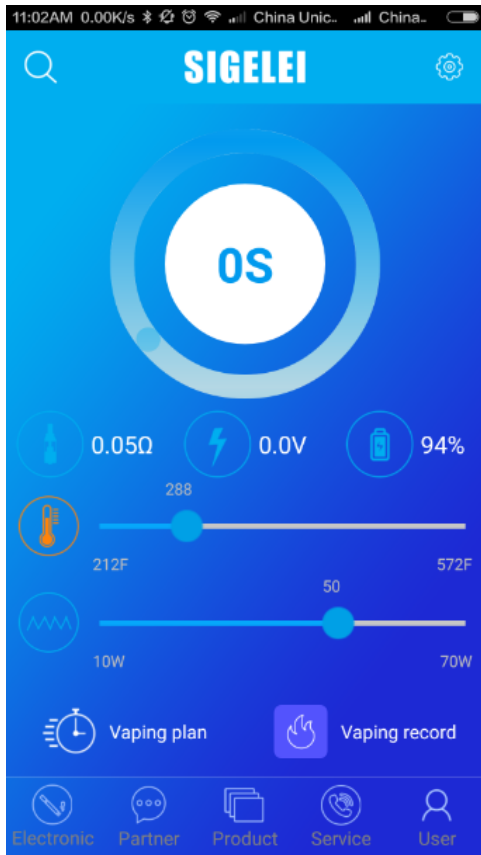 11:02AM 0.00K/s China Unic.. China..
SIGELEI
0S
0.05Ω 0.0V 94%
288
212F 572F
50
10W 70W
Vaping plan Vaping record
Electronic Partner Product Service User